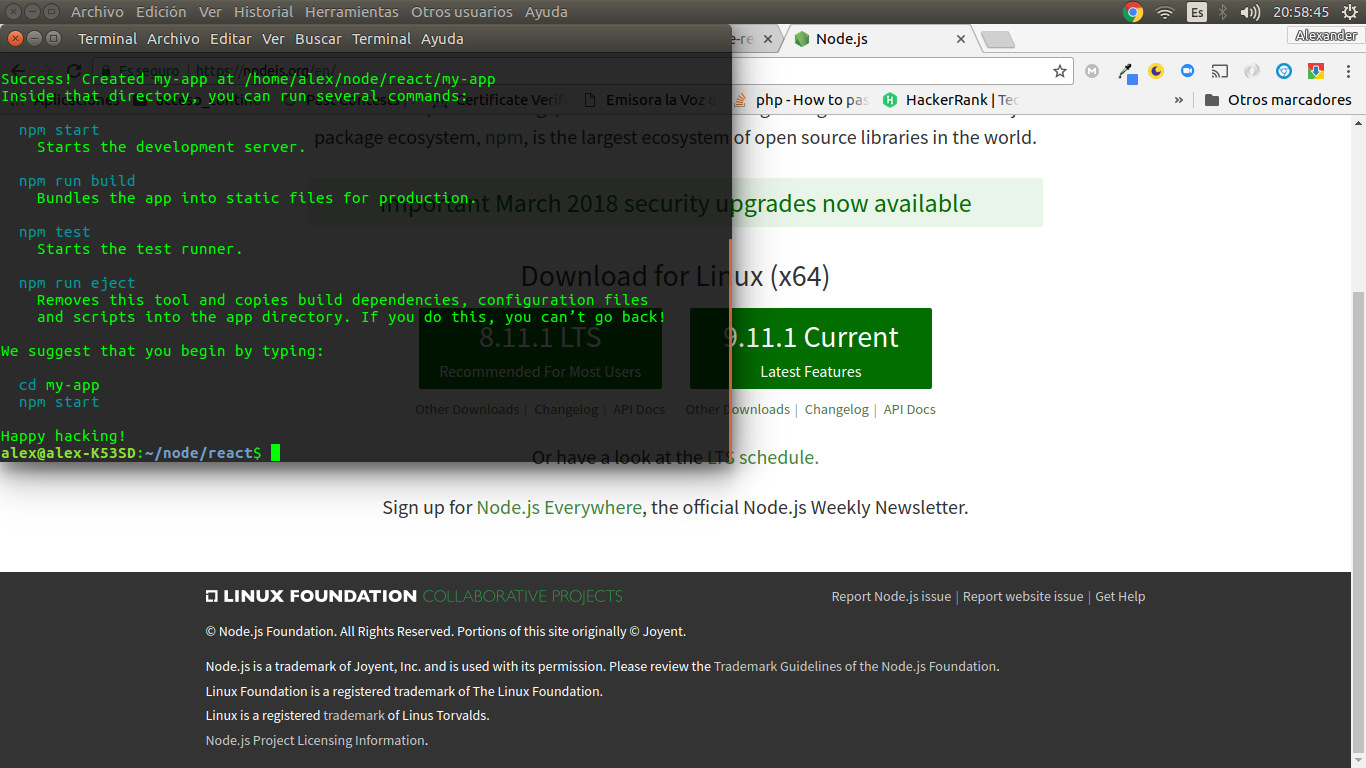 Archivo Edición Ver Historial Herramientas Otros usuarios Ayuda
Es 20:58:45
Terminal Archivo Editar Ver Buscar Terminal Ayuda
Node.js
Alexander
Es seguro https://nodejs.org/en/
Success! Created my-app at /home/alex/node/react/my-app
Inside that directory, you can run several commands:
Aplicaciones
Certificate Verifi
Emisora la Voz d
php - How to pas
HackerRank | Tec
» Otros marcadores
npm start
Starts the development server.
npm run build
Bundles the app into static files for production.
npm test
Starts the test runner.
npm run eject
Removes this tool and copies build dependencies, configuration files
and scripts into the app directory. If you do this, you can’t go back!
We suggest that you begin by typing:
cd my-app
npm start
Happy hacking!
alex@alex-K53SD:~/node/react$
package ecosystem, npm, is the largest ecosystem of open source libraries in the world.
Important March 2018 security upgrades now available
Download for Linux (x64)
8.11.1 LTS
Recommended For Most Users
9.11.1 Current
Latest Features
Other Downloads | Changelog | API Docs
Other Downloads | Changelog | API Docs
Or have a look at the LTS schedule.
Sign up for Node.js Everywhere, the official Node.js Weekly Newsletter.
LINUX FOUNDATION COLLABORATIVE PROJECTS
Report Node.js issue | Report website issue | Get Help
© Node.js Foundation. All Rights Reserved. Portions of this site originally © Joyent.
Node.js is a trademark of Joyent, Inc. and is used with its permission. Please review the Trademark Guidelines of the Node.js Foundation.
Linux Foundation is a registered trademark of The Linux Foundation.
Linux is a registered trademark of Linus Torvalds.
Node.js Project Licensing Information.